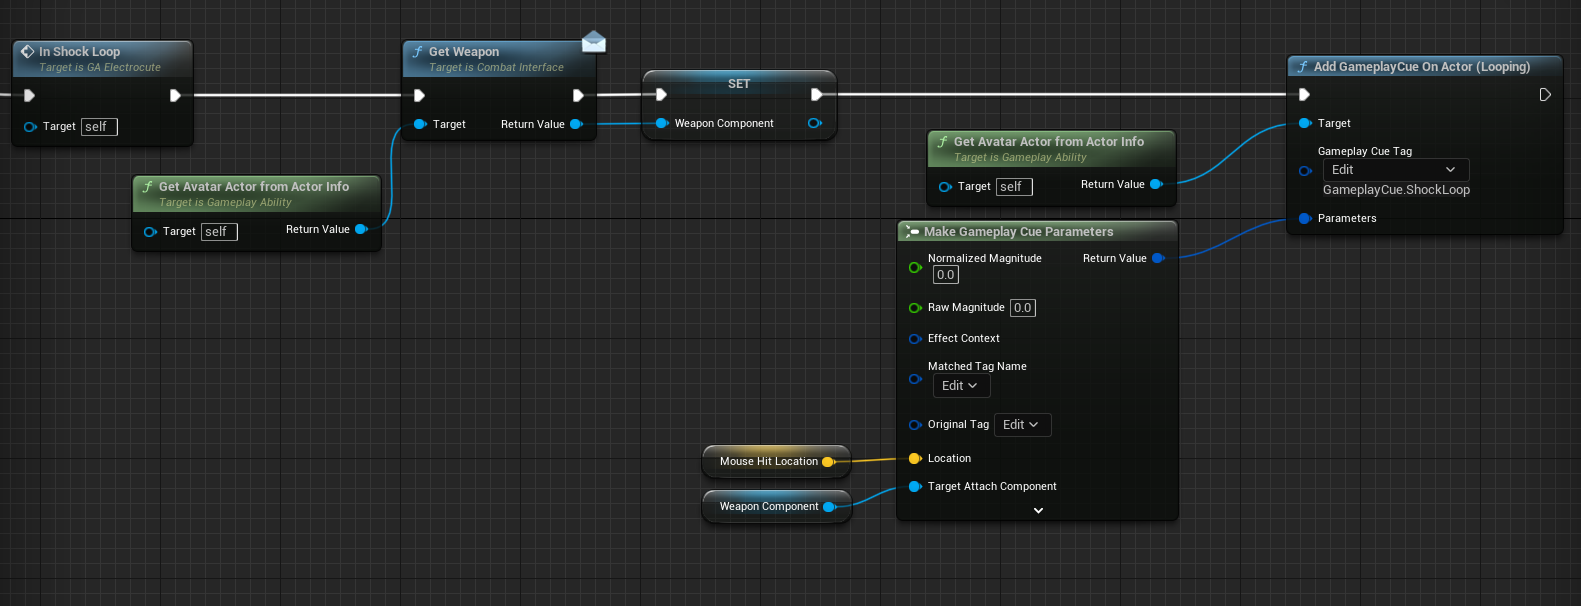 In Shock Loop
Target is GA Electrocute
Target self
Get Weapon
Target is Combat Interface
Target Return Value
SET
Weapon Component
Get Avatar Actor from Actor Info
Target is Gameplay Ability
Target self Return Value
Get Avatar Actor from Actor Info
Target is Gameplay Ability
Target self Return Value
Add GameplayCue On Actor (Looping)
Target
Gameplay Cue Tag
Edit
GameplayCue.ShockLoop
Parameters
Make Gameplay Cue Parameters
Normalized Magnitude Return Value
0.0
Raw Magnitude 0.0
Effect Context
Matched Tag Name
Edit
Original Tag Edit
Location
Target Attach Component
Mouse Hit Location
Weapon Component